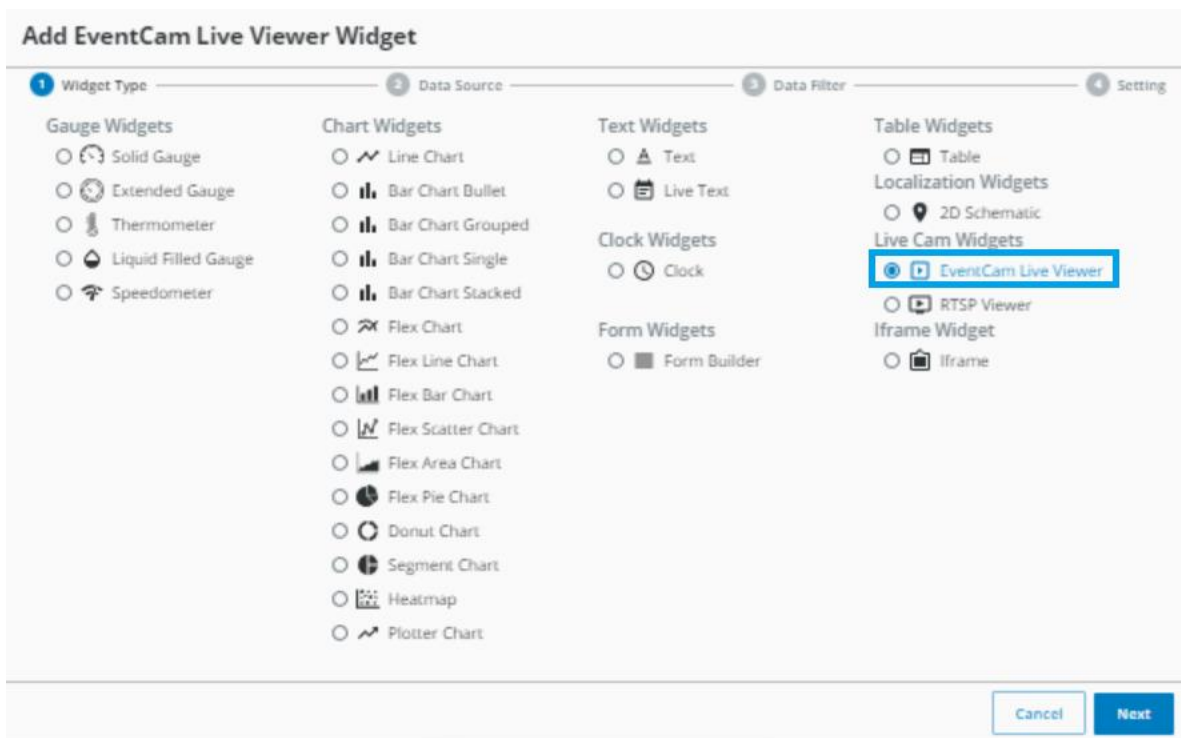 Add EventCam Live Viewer Widget
1 Widget Type
2 Data Source
3 Data Filter
4 Setting
Gauge Widgets
Solid Gauge
Extended Gauge
Thermometer
Liquid Filled Gauge
Speedometer
Chart Widgets
Line Chart
Bar Chart Bullet
Bar Chart Grouped
Bar Chart Single
Bar Chart Stacked
Flex Chart
Flex Line Chart
Flex Bar Chart
Flex Scatter Chart
Flex Area Chart
Flex Pie Chart
Donut Chart
Segment Chart
Heatmap
Plotter Chart
Text Widgets
Text
Live Text
Clock Widgets
Clock
Form Widgets
Form Builder
Table Widgets
Table
Localization Widgets
2D Schematic
Live Cam Widgets
EventCam Live Viewer
RTSP Viewer
Iframe Widget
Iframe
Cancel
Next